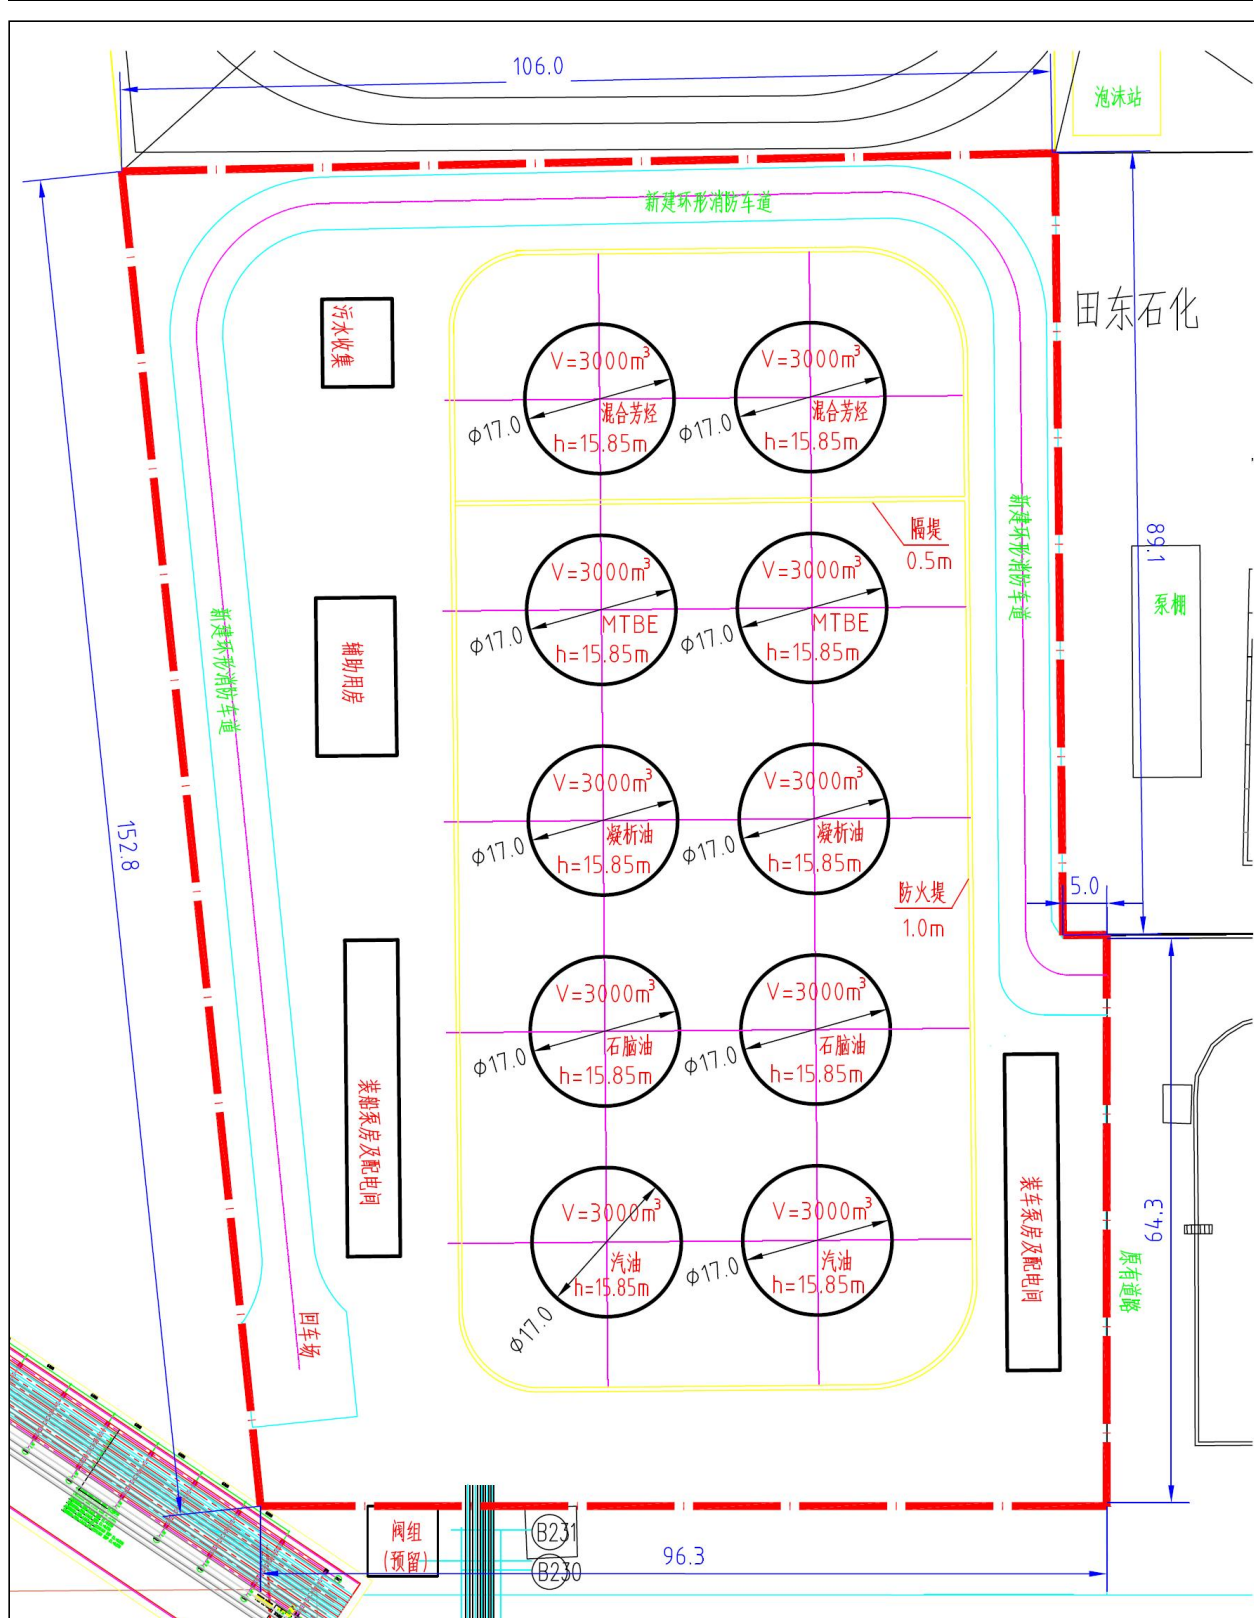 106.0
泡沫站
新建环形消防车道
田东石化
污水收集
V=3000m³
混合芳烃
h=15.85m
φ17.0
V=3000m³
混合芳烃
h=15.85m
φ17.0
隔堤
0.5m
新建环形消防车道
89.1
泵棚
V=3000m³
MTBE
h=15.85m
φ17.0
V=3000m³
MTBE
h=15.85m
φ17.0
新建环形消防车道
辅助用房
152.8
V=3000m³
凝析油
h=15.85m
φ17.0
V=3000m³
凝析油
h=15.85m
φ17.0
防火堤
1.0m
5.0
V=3000m³
石脑油
h=15.85m
φ17.0
V=3000m³
石脑油
h=15.85m
φ17.0
装船泵房及配电间
V=3000m³
汽油
h=15.85m
φ17.0
V=3000m³
汽油
h=15.85m
φ17.0
装车泵房及配电间
64.3
原有道路
回车场
阀组
(预留)
B231
B230
96.3